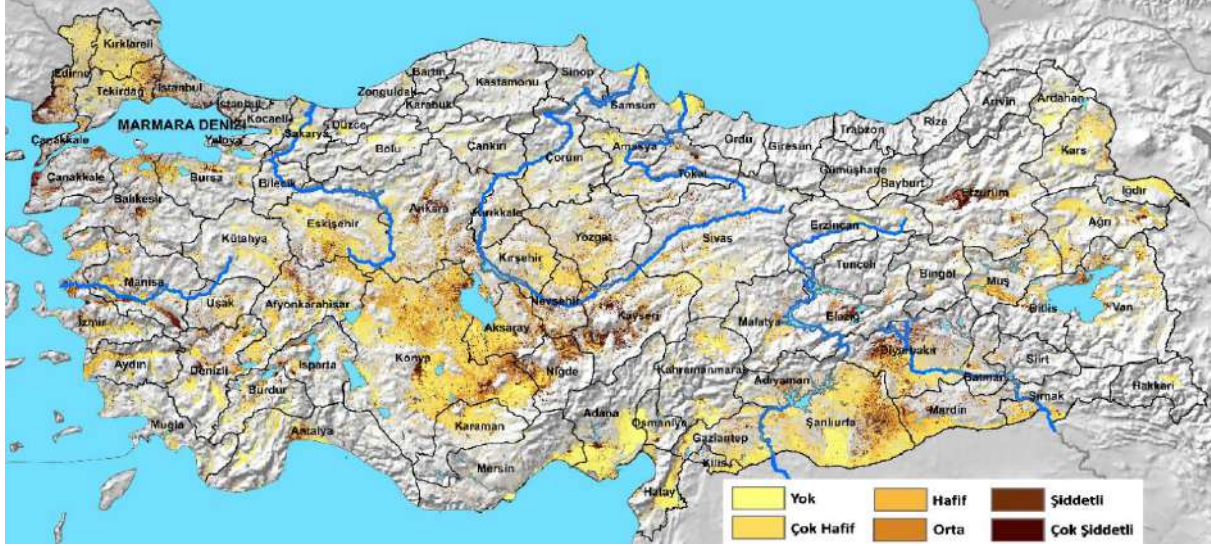 Kırklareli
Edirne
Tekirdağ
İstanbul
İstanbul
Kocaeli
Yalova
MARMARA DENİZİ
Sakarya
Düzce
Zonguldak
Bartın
Karabük
Kastamonu
Sinop
Samsun
Ordu
Giresun
Trabzon
Rize
Artvin
Ardahan
Kars
Iğdır
Çanakkale
Çanakkale
Balıkesir
Bursa
Bilecik
Bolu
Çankırı
Çorum
Amasya
Tokat
Gümüşhane
Bayburt
Erzurum
Ağrı
Kütahya
Eskişehir
Ankara
Kırıkkale
Yozgat
Sivas
Erzincan
Tunceli
Bingöl
Muş
Bitlis
Van
Manisa
Uşak
Afyonkarahisar
Kırşehir
Nevşehir
Kayseri
Malatya
Elazığ
Diyarbakır
Batman
Siirt
Şırnak
Hakkari
İzmir
Aydın
Denizli
Burdur
Isparta
Konya
Aksaray
Niğde
Kahramanmaraş
Adıyaman
Şanlıurfa
Mardin
Muğla
Antalya
Karaman
Mersin
Adana
Osmaniye
Gaziantep
Kilis
Hatay
Yok
Hafif
Şiddetli
Çok Hafif
Orta
Çok Şiddetli